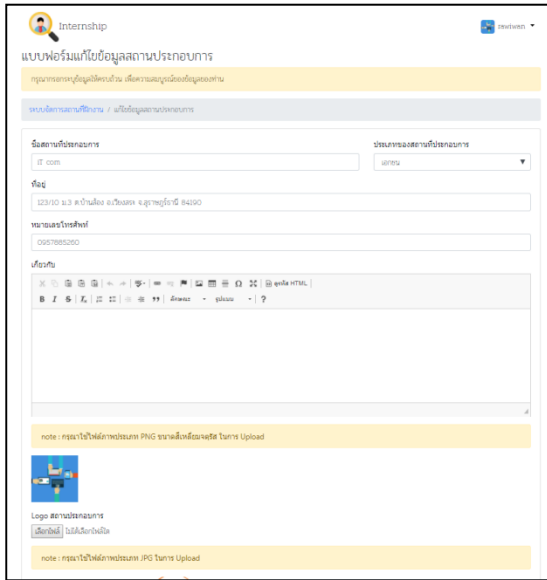 Internship
rawiwan
แบบฟอร์มแก้ไขข้อมูลสถานประกอบการ
กรุณากรอกระบุข้อมูลให้ครบถ้วน เพื่อความสมบูรณ์ของข้อมูลของท่าน
ระบบจัดการสถานที่ฝึกงาน / แก้ไขข้อมูลสถานประกอบการ
ชื่อสถานที่ประกอบการ
ประเภทของสถานที่ประกอบการ
IT com
เอกชน
ที่อยู่
123/10 ม.3 ต.บ้านส้อง อ.เวียงสระ จ.สุราษฎร์ธานี 84190
หมายเลขโทรศัพท์
0957885260
เกี่ยวกับ
ดูรหัส HTML
B I S ลักษณะ รูปแบบ ?
note : กรุณาใช้ไฟล์ภาพประเภท PNG ขนาดสี่เหลี่ยมจตุรัส ในการ Upload
Logo สถานประกอบการ
เลือกไฟล์ ไม่ได้เลือกไฟล์ใด
note : กรุณาใช้ไฟล์ภาพประเภท JPG ในการ Upload